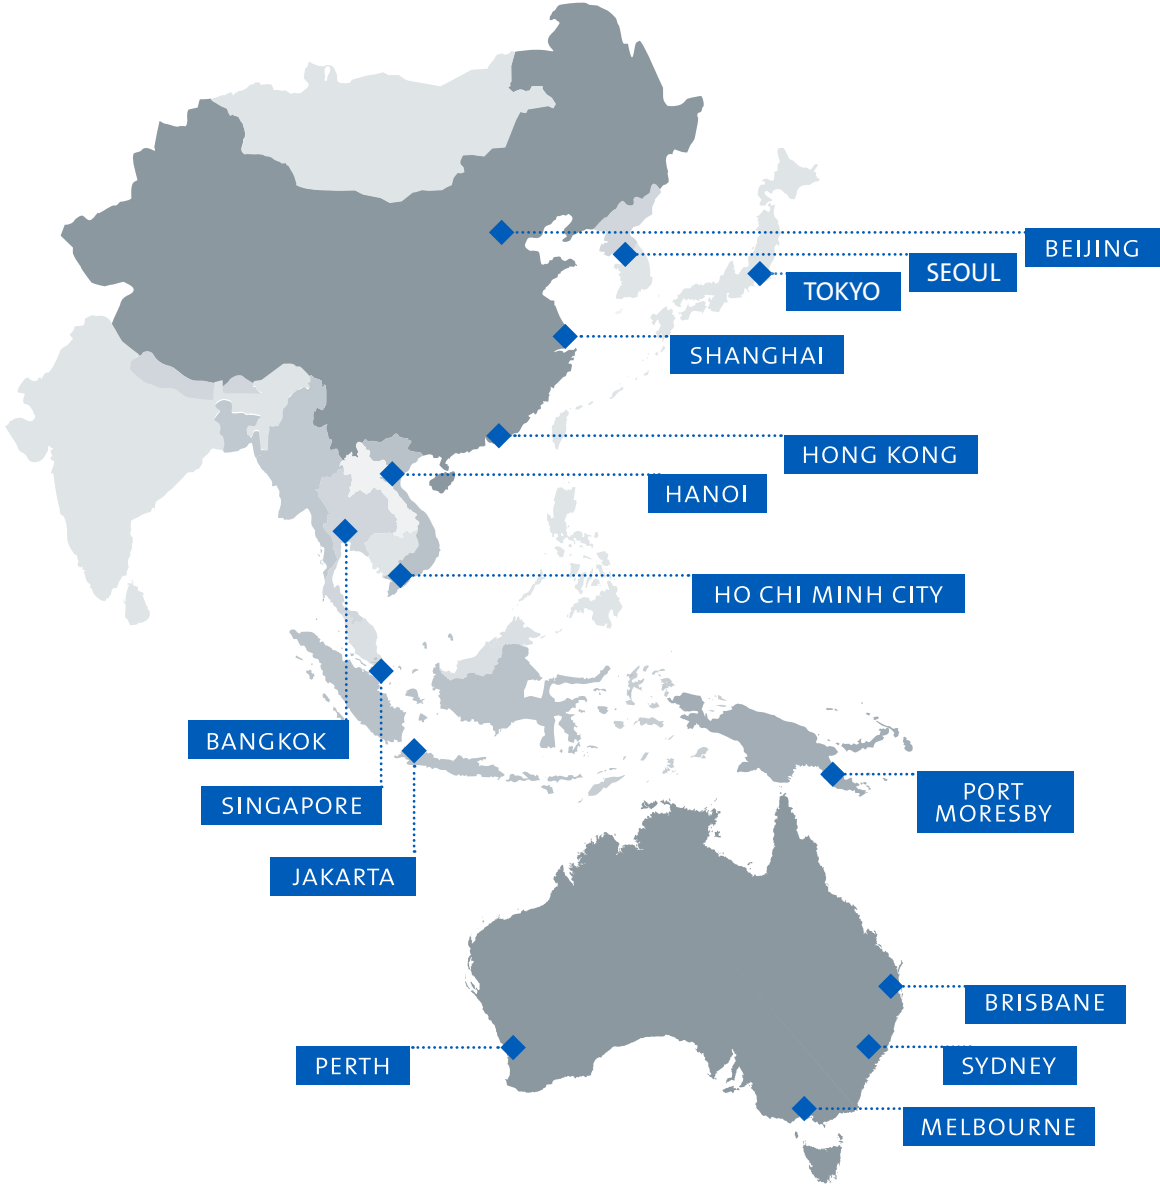 BEIJING
SEOUL
TOKYO
SHANGHAI
HONG KONG
HANOI
HO CHI MINH CITY
BANGKOK
SINGAPORE
PORT
MORESBY
JAKARTA
BRISBANE
PERTH
SYDNEY
MELBOURNE